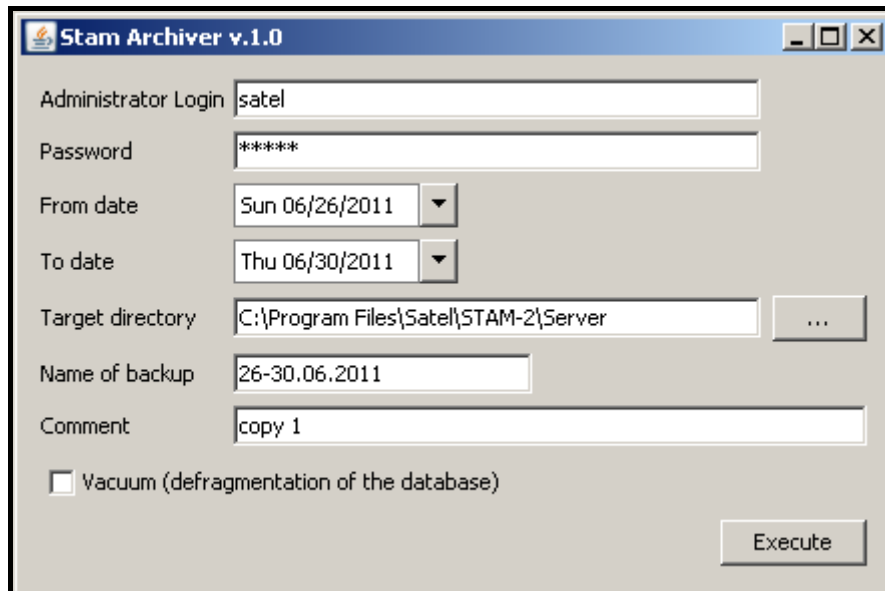 Stam Archiver v.1.0
Administrator Login satel
Password *****
From date Sun 06/26/2011
To date Thu 06/30/2011
Target directory C:\Program Files\Satel\STAM-2\Server ...
Name of backup 26-30.06.2011
Comment copy 1
Vacuum (defragmentation of the database)
Execute